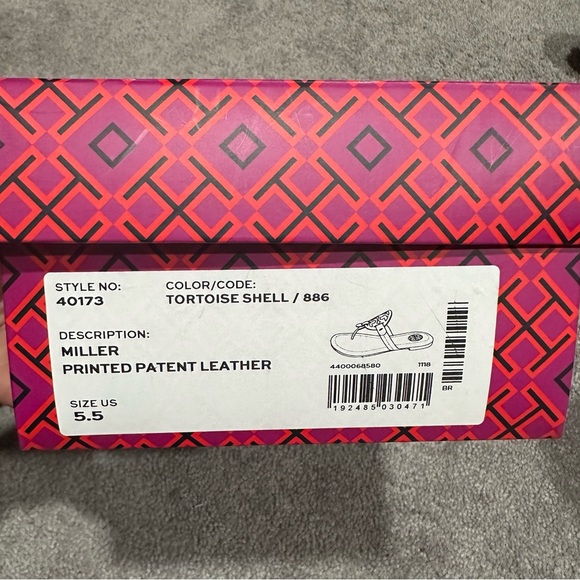 STYLE NO:
40173
COLOR/CODE:
TORTOISE SHELL / 886
DESCRIPTION:
MILLER
PRINTED PATENT LEATHER
SIZE US
5.5
4400068580 1118
192485 030471
BR